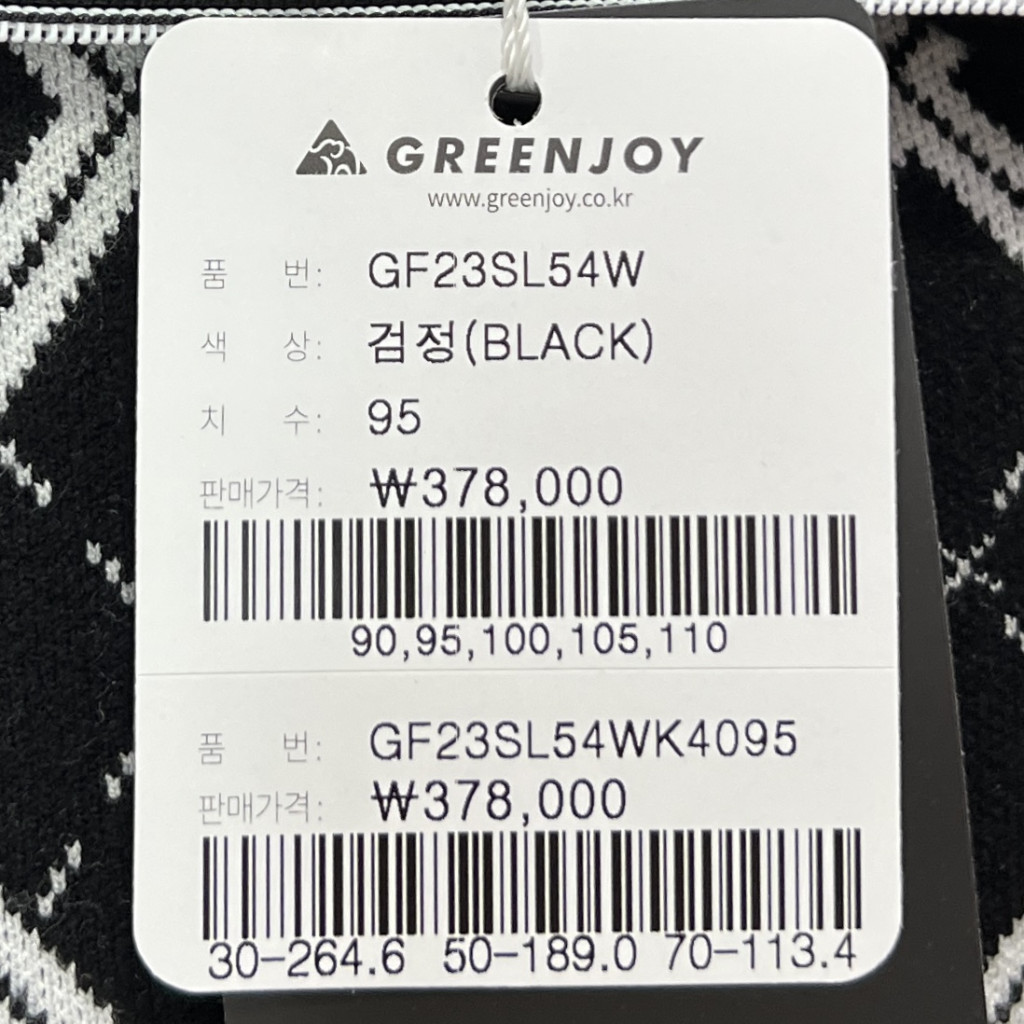 GREENJOY
www.greenjoy.co.kr
품 번: GF23SL54W
색 상: 검정(BLACK)
치 수: 95
판매가격: ₩378,000
90,95,100,105,110
품 번: GF23SL54WK4095
판매가격: ₩378,000
30-264.6 50-189.0 70-113.4